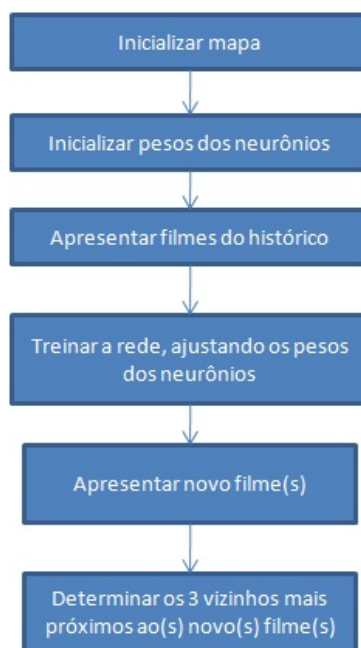 Inicializar mapa
Inicializar pesos dos neurônios
Apresentar filmes do histórico
Treinar a rede, ajustando os pesos
dos neurônios
Apresentar novo filme(s)
Determinar os 3 vizinhos mais
próximos ao(s) novo(s) filme(s)